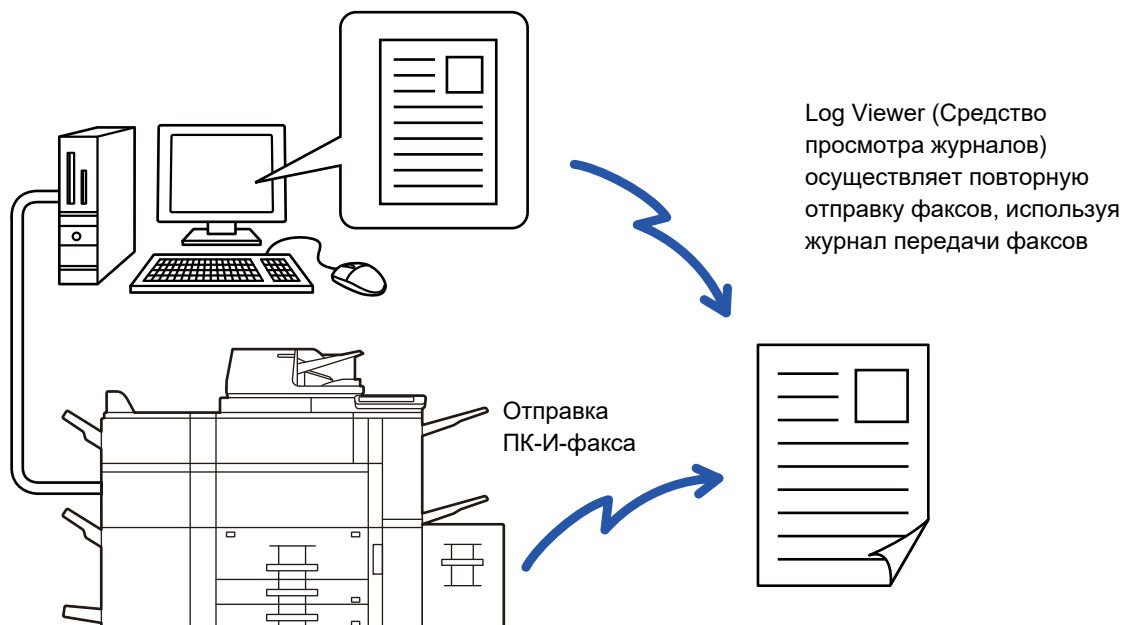 Log Viewer (Средство
просмотра журналов)
осуществляет повторную
отправку факсов, используя
журнал передачи факсов
Отправка
ПК-И-факса